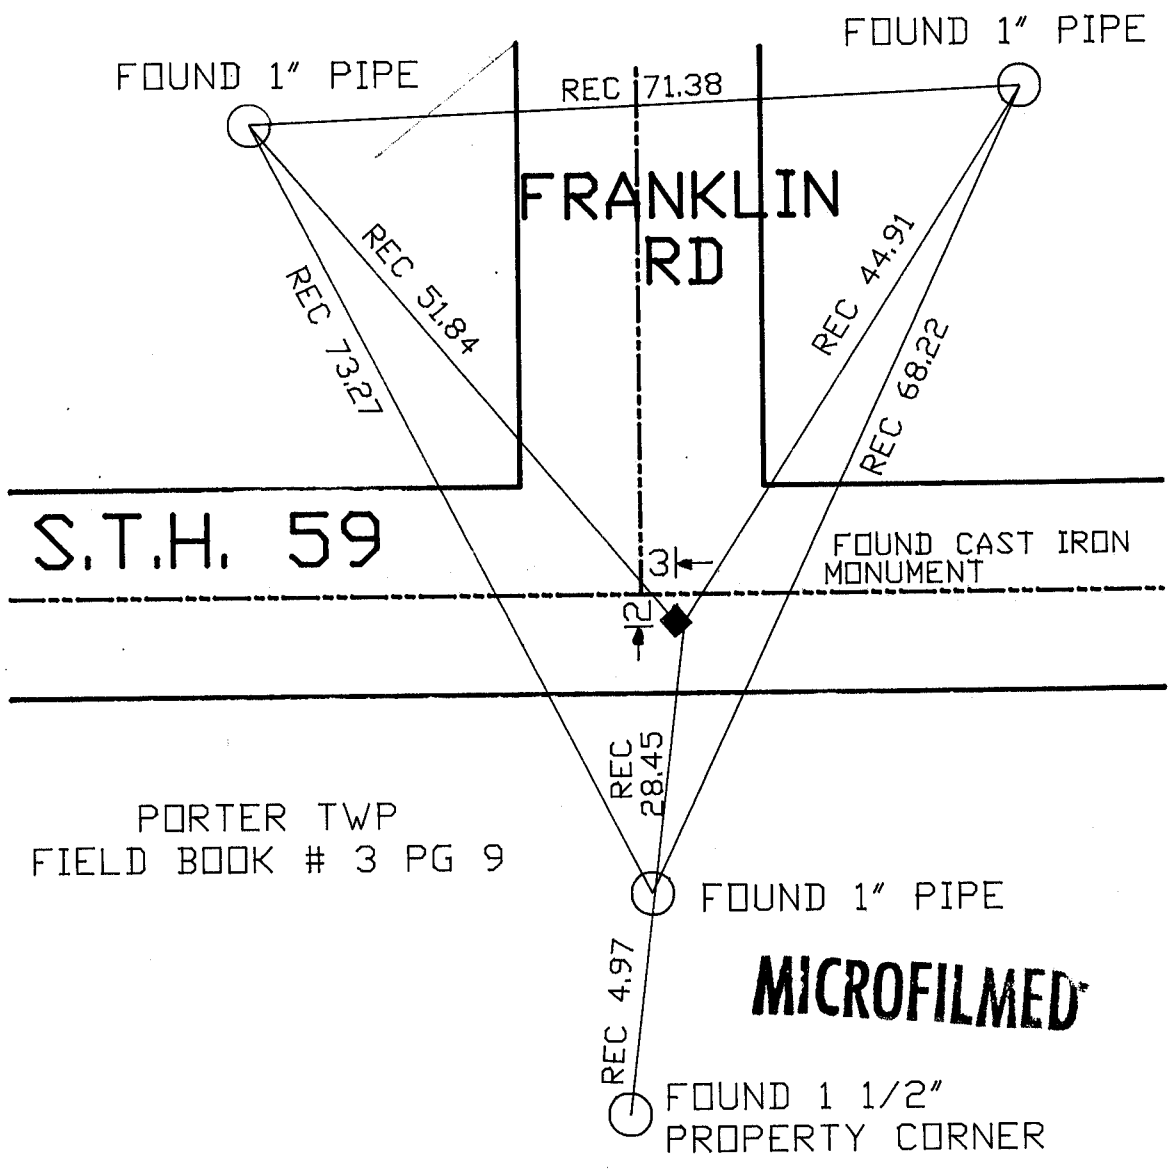 FOUND 1" PIPE
FOUND 1" PIPE
REC 71.38
FRANKLIN
RD
REC 51.84
REC 73.27
REC 44.91
REC 68.22
S.T.H. 59
FOUND CAST IRON
MONUMENT
3
2
REC
28.45
PORTER TWP
FIELD BOOK # 3 PG 9
FOUND 1" PIPE
REC 4.97
MICROFILMED
FOUND 1 1/2"
PROPERTY CORNER